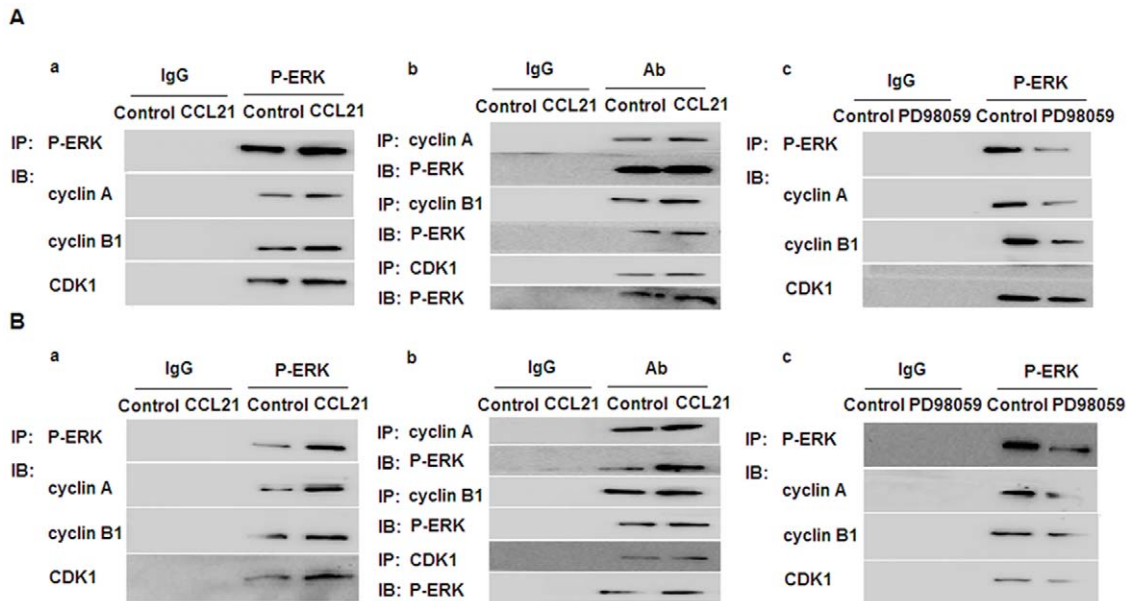 A
a
IgG P-ERK
Control CCL21 Control CCL21
IP: P-ERK
IB:
cyclin A
cyclin B1
CDK1
b
IgG Ab
Control CCL21 Control CCL21
IP: cyclin A
IB: P-ERK
IP: cyclin B1
IB: P-ERK
IP: CDK1
IB: P-ERK
c
IgG P-ERK
Control PD98059 Control PD98059
IP: P-ERK
IB:
cyclin A
cyclin B1
CDK1
B
a
IgG P-ERK
Control CCL21 Control CCL21
IP: P-ERK
IB:
cyclin A
cyclin B1
CDK1
b
IgG Ab
Control CCL21 Control CCL21
IP: cyclin A
IB: P-ERK
IP: cyclin B1
IB: P-ERK
IP: CDK1
IB: P-ERK
c
IgG P-ERK
Control PD98059 Control PD98059
IP: P-ERK
IB:
cyclin A
cyclin B1
CDK1